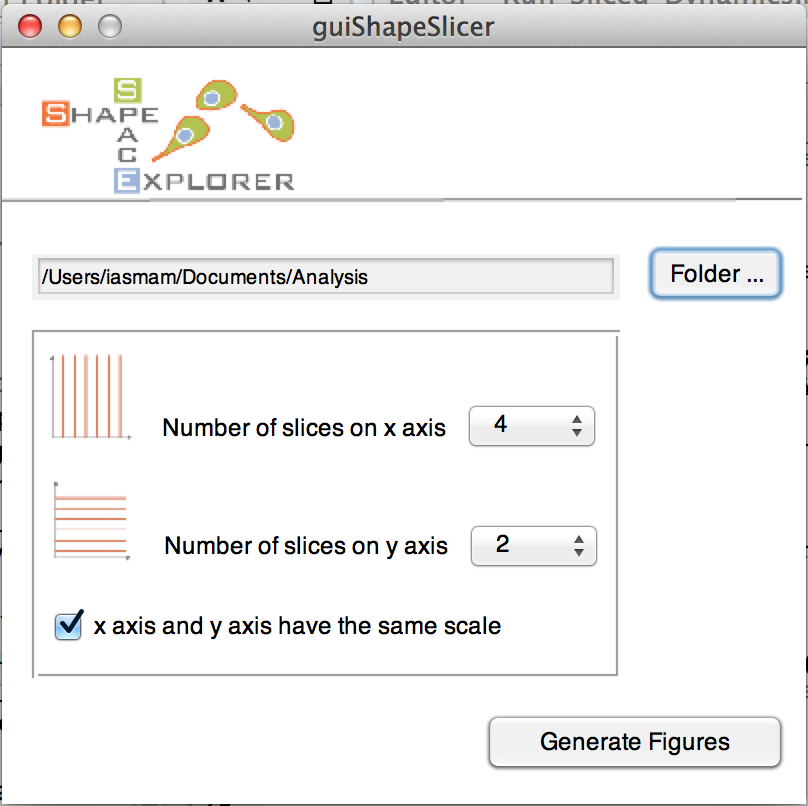 guiShapeSlicer
SHAPE
SPACE
EXPLORER
/Users/iasmam/Documents/Analysis
Folder ...
Number of slices on x axis
4
Number of slices on y axis
2
x axis and y axis have the same scale
Generate Figures